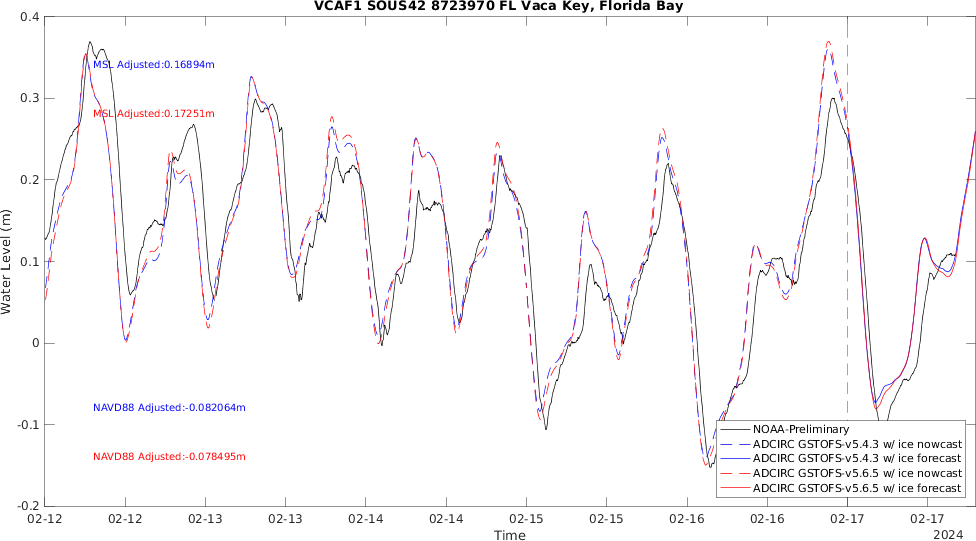 VCAF1 SOUS42 8723970 FL Vaca Key, Florida Bay
0.4
0.3
0.2
0.1
0
-0.1
-0.2
Water Level (m)
MSL Adjusted:0.16894m
MSL Adjusted:0.17251m
NAVD88 Adjusted:-0.082064m
NAVD88 Adjusted:-0.078495m
NOAA-Preliminary
ADCIRC GSTOFS-v5.4.3 w/ ice nowcast
ADCIRC GSTOFS-v5.4.3 w/ ice forecast
ADCIRC GSTOFS-v5.6.5 w/ ice nowcast
ADCIRC GSTOFS-v5.6.5 w/ ice forecast
02-12 02-12 02-13 02-13 02-14 02-14 02-15 02-15 02-16 02-16 02-17 02-17
2024
Time